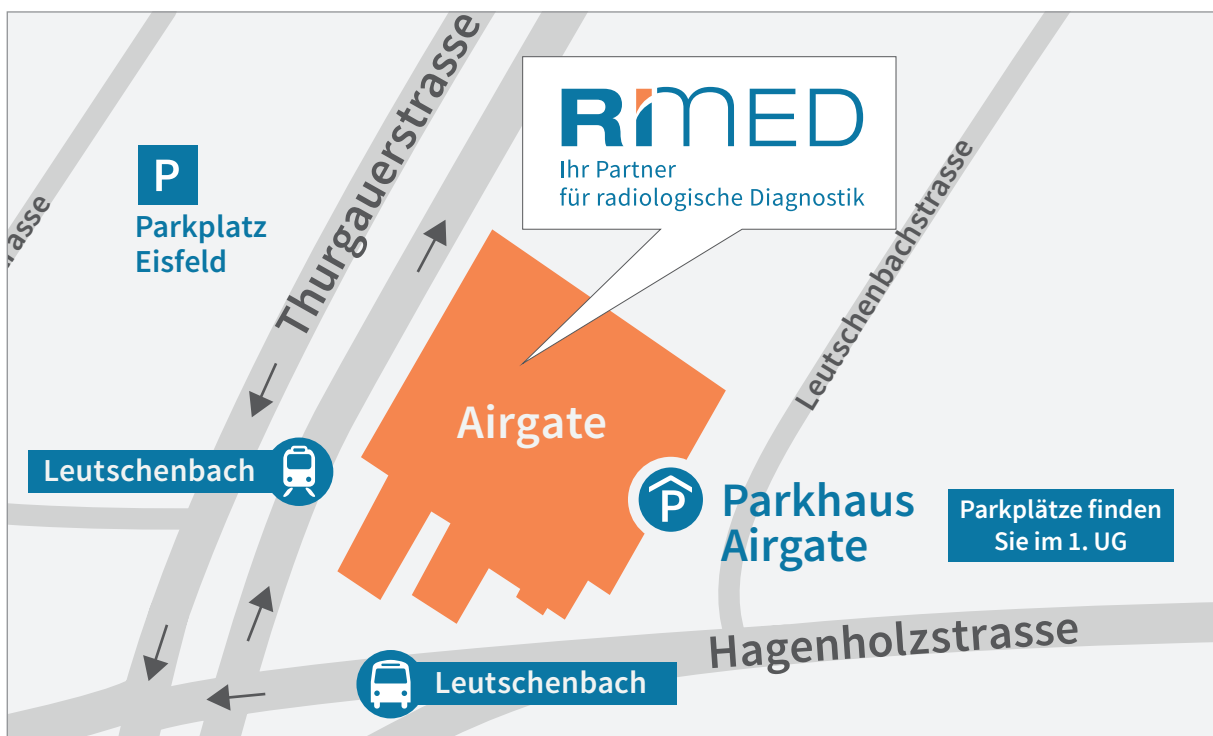 RIMED
Ihr Partner
für radiologische Diagnostik
Thurgauerstrasse
P
Parkplatz
Eisfeld
Leutschenbachstrasse
Airgate
Leutschenbach
P
Parkhaus
Airgate
Parkplätze finden
Sie im 1. UG
Hagenholzstrasse
Leutschenbach